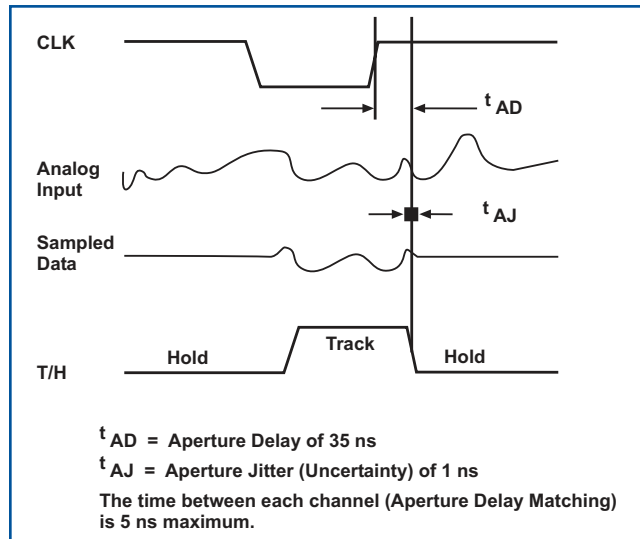 CLK
t AD
Analog
Input
t AJ
Sampled
Data
Hold
Track
Hold
T/H
t AD = Aperture Delay of 35 ns
t AJ = Aperture Jitter (Uncertainty) of 1 ns
The time between each channel (Aperture Delay Matching)
is 5 ns maximum.